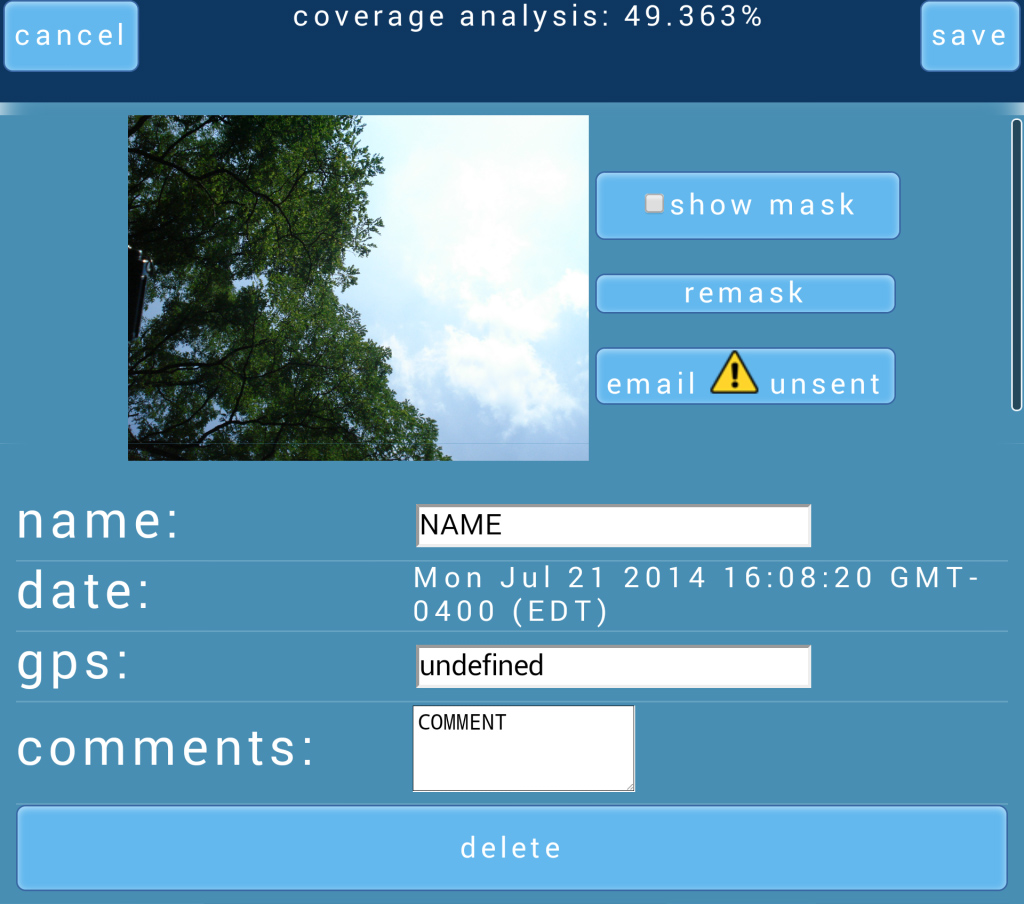 cancel
coverage analysis: 49.363%
save
show mask
remask
email unsent
name:
NAME
date:
Mon Jul 21 2014 16:08:20 GMT-
0400 (EDT)
gps:
undefined
comments:
COMMENT
delete